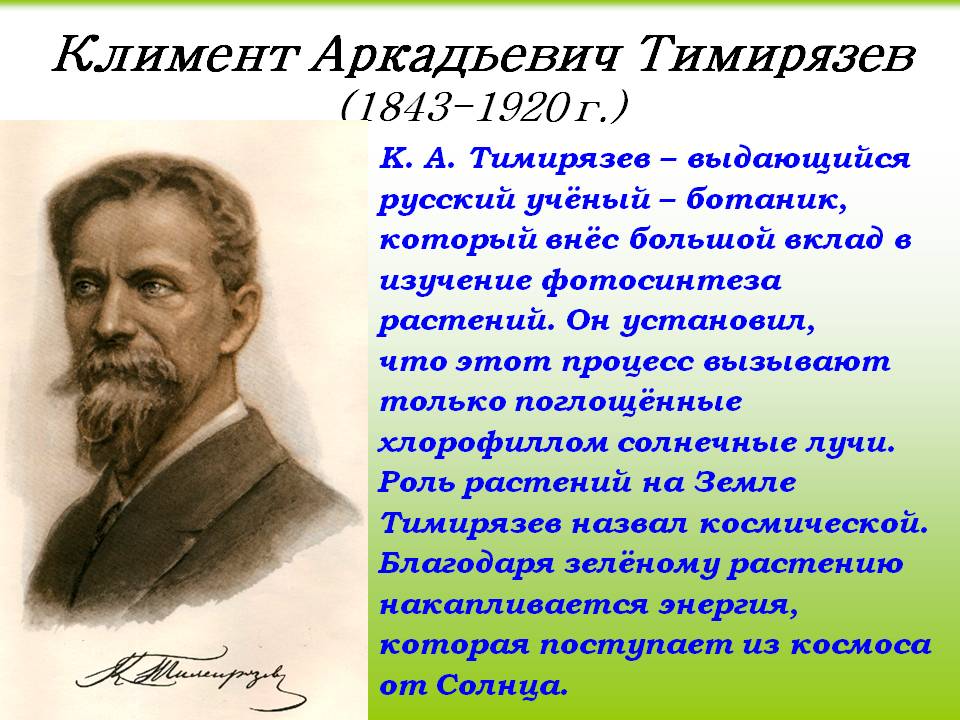 Климент Аркадьевич Тимирязев
(1843-1920 г.)
К. А. Тимирязев – выдающийся
русский учёный – ботаник,
который внёс большой вклад в
изучение фотосинтеза
растений. Он установил,
что этот процесс вызывают
только поглощённые
хлорофиллом солнечные лучи.
Роль растений на Земле
Тимирязев назвал космической.
Благодаря зелёному растению
накапливается энергия,
которая поступает из космоса
от Солнца.
К Тимирязев